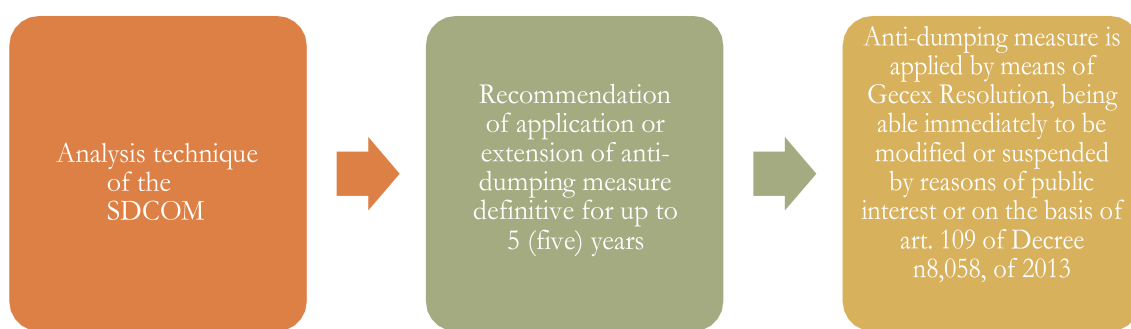 Analysis technique
of the
SDCOM
Recommendation
of application or
extension of anti-
dumping measure
definitive for up to
5 (five) years
Anti-dumping measure is
applied by means of
Gecex Resolution, being
able immediately to be
modified or suspended
by reasons of public
interest or on the basis of
art. 109 of Decree
n8,058, of 2013